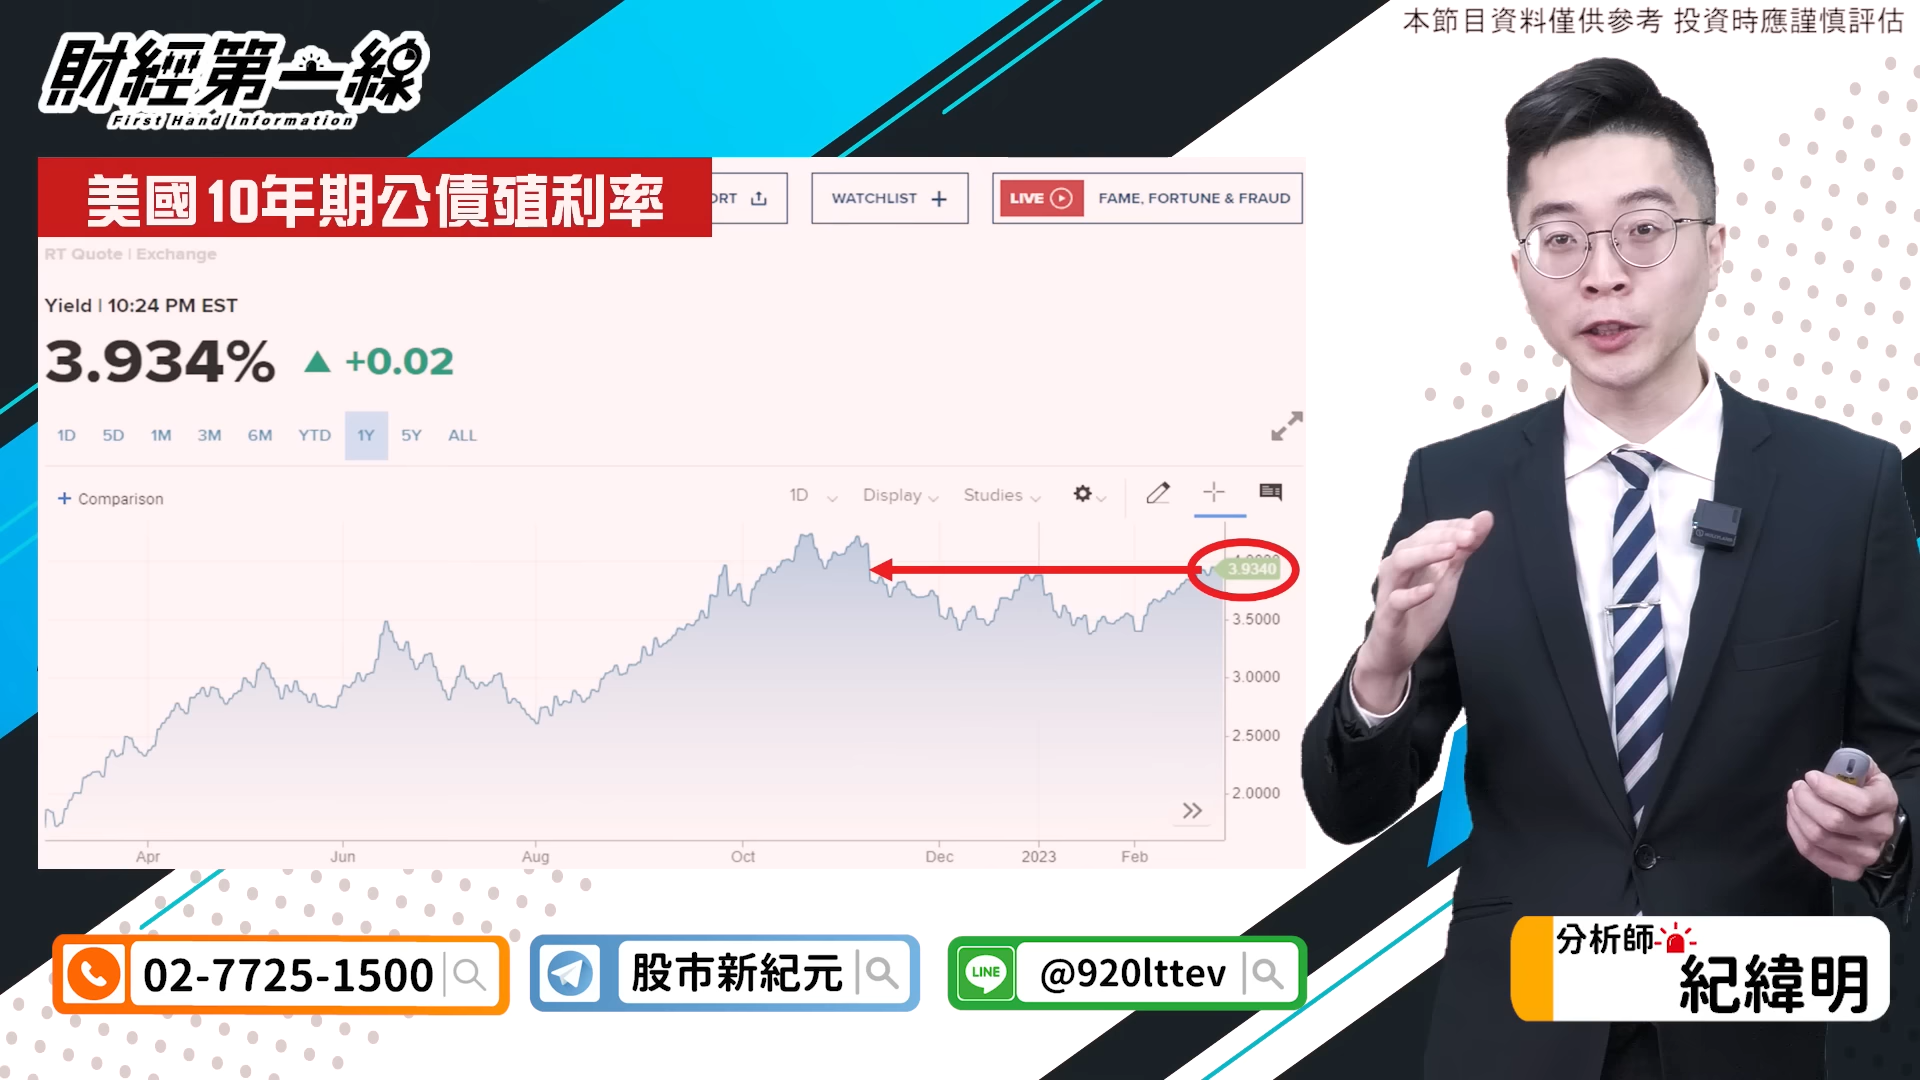 本節目資料僅供參考 投資時應謹慎評估
財經第一線
First Hand Information
美國10年期公債殖利率
ORT
WATCHLIST +
LIVE
FAME, FORTUNE & FRAUD
RT Quote | Exchange
Yield | 10:24 PM EST
3.934% ▲ +0.02
1D 5D 1M 3M 6M YTD 1Y 5Y ALL
+ Comparison
1D Display Studies
4.0000
3.9340
3.5000
3.0000
2.5000
2.0000
Apr Jun Aug Oct Dec 2023 Feb
02-7725-1500
股市新紀元
LINE
@920lttev
分析師
紀緯明